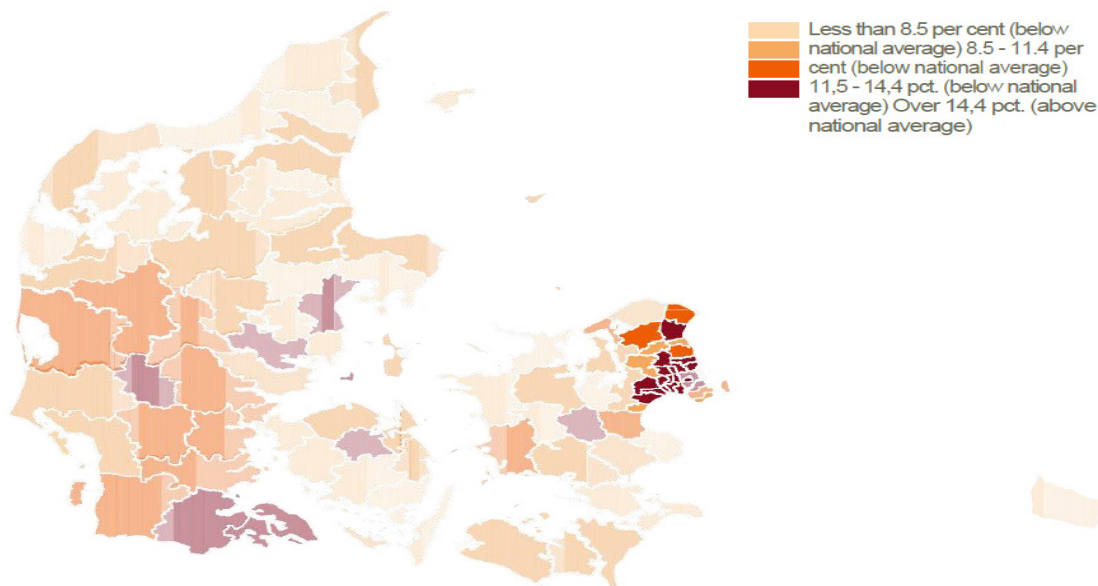 Less than 8.5 per cent (below
national average) 8.5 - 11.4 per
cent (below national average)
11,5 - 14,4 pct. (below national
average) Over 14,4 pct. (above
national average)